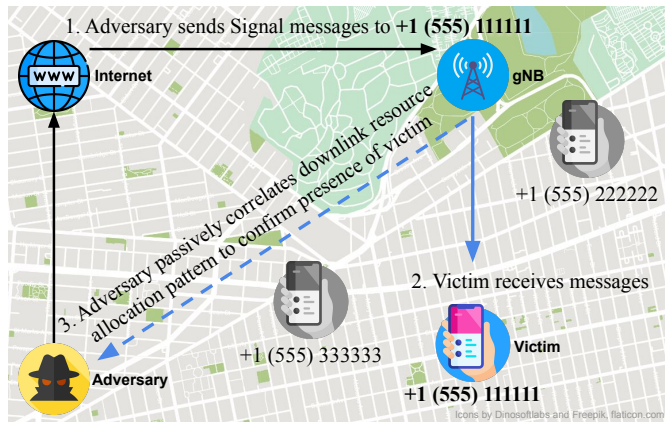 1. Adversary sends Signal messages to +1 (555) 111111
WWW
Internet
gNB
3. Adversary passively correlates downlink resource
allocation pattern to confirm presence of victim
+1 (555) 222222
2. Victim receives messages
+1 (555) 333333
Adversary
Victim
+1 (555) 111111
Icons by Dinosoftlabs and Freepik, flaticon.com